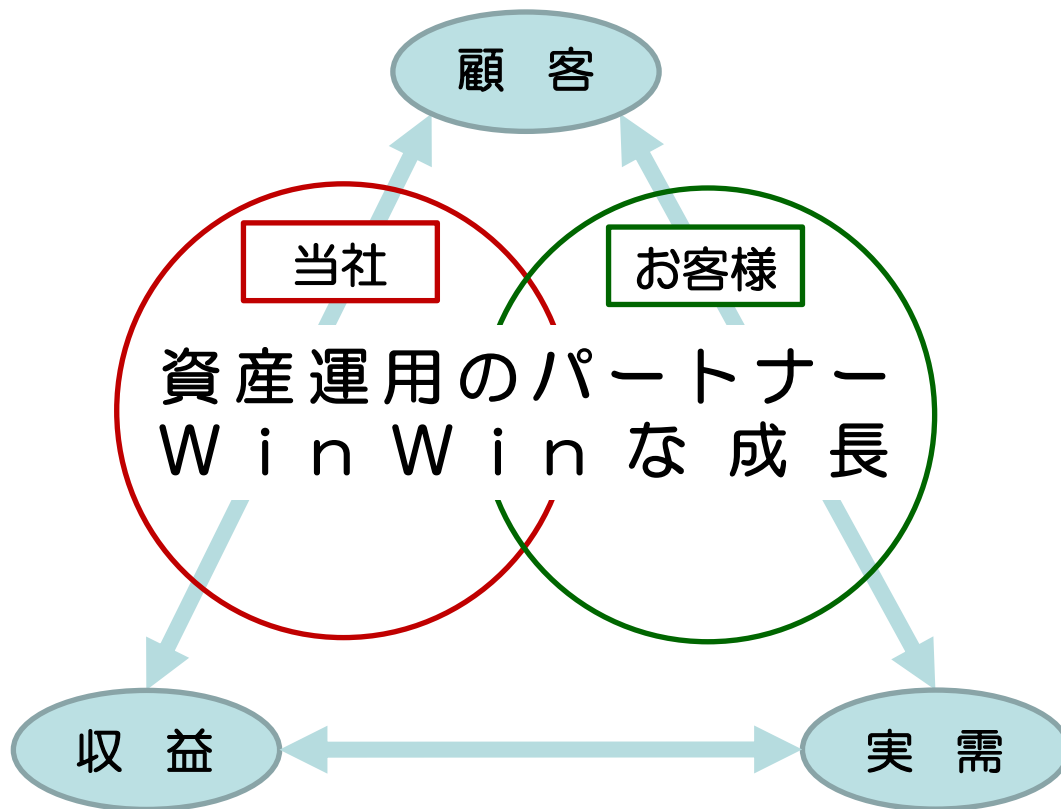 顧 客
当社
お客様
資産運用のパートナー
ＷｉｎＷｉｎな成長
収 益
実 需